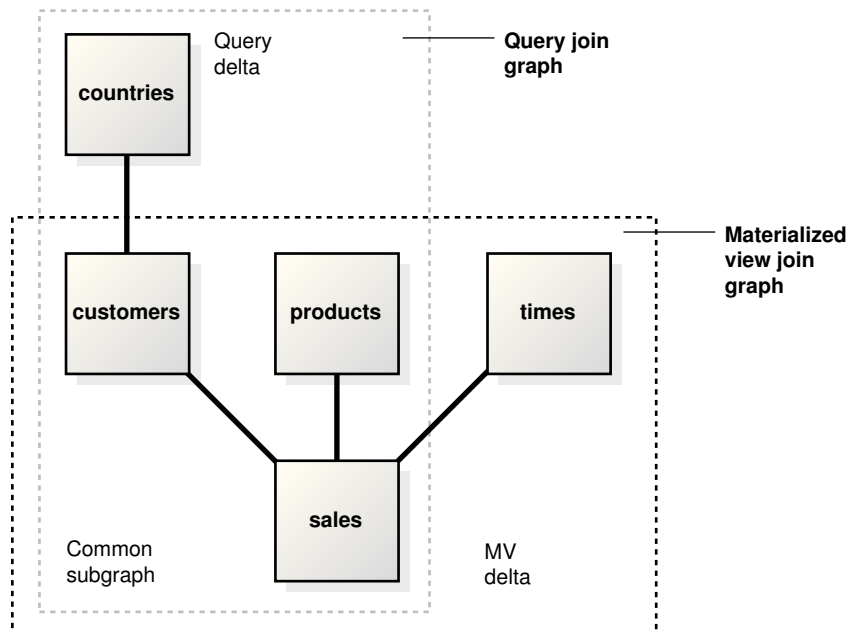 Query
delta
Query join
graph
countries
Materialized
view join
graph
customers
products
times
sales
Common
subgraph
MV
delta